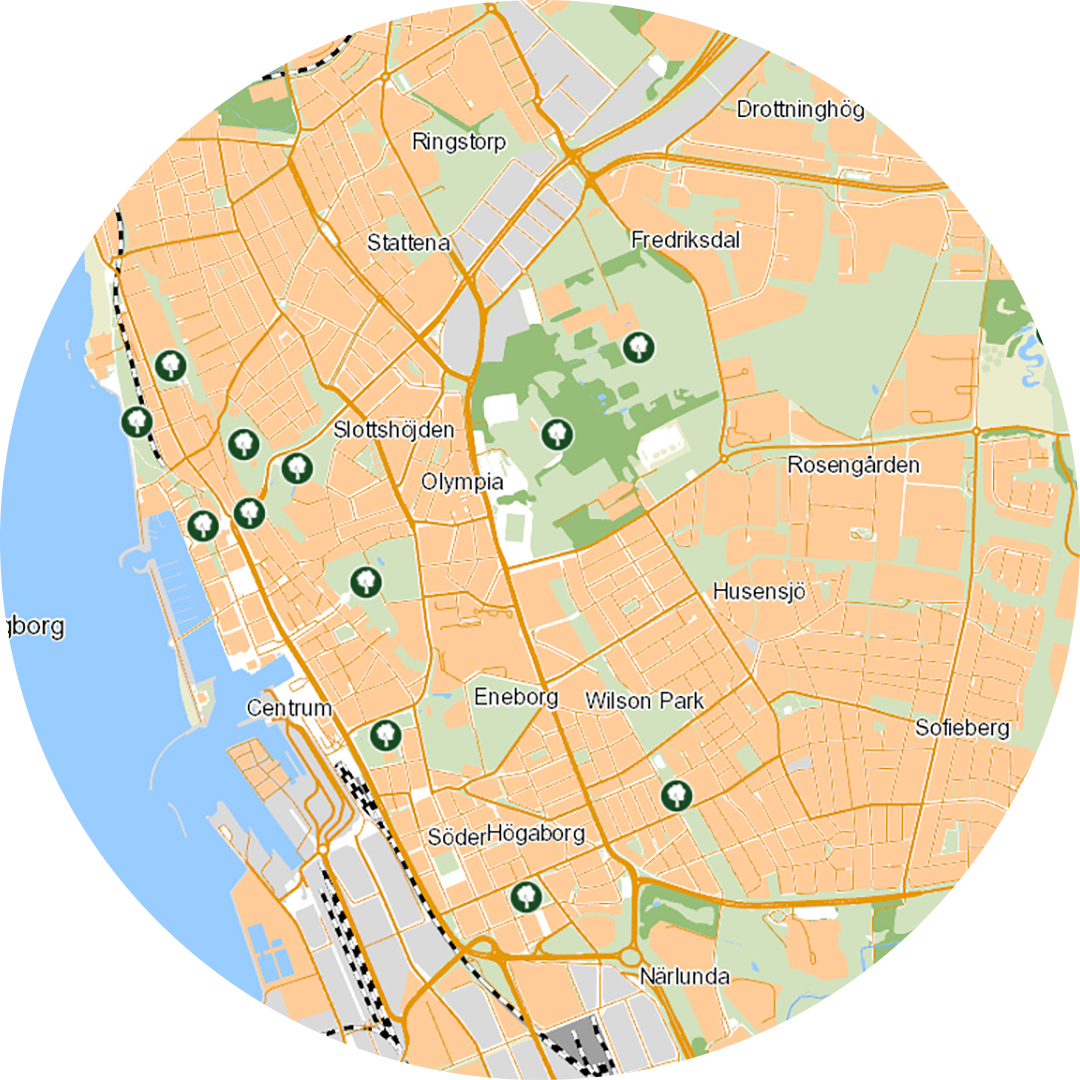 Drottninghög
Ringstorp
Fredriksdal
Stattena
Slottshöjden
Rosengården
Olympia
Husensjö
gborg
Eneborg
Wilson Park
Centrum
Sofieberg
Söder
Högaborg
Närlunda